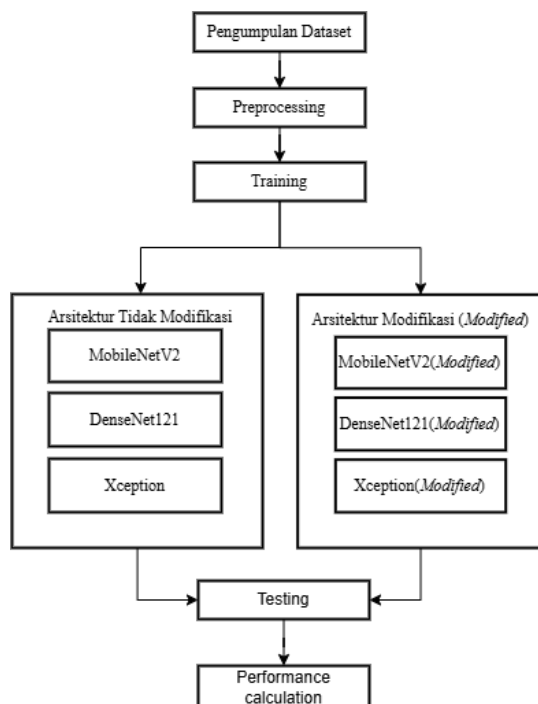 Pengumpulan Dataset
Preprocessing
Training
Arsitektur Tidak Modifikasi
MobileNetV2
DenseNet121
Xception
Arsitektur Modifikasi (Modified)
MobileNetV2(Modified)
DenseNet121(Modified)
Xception(Modified)
Testing
Performance
calculation